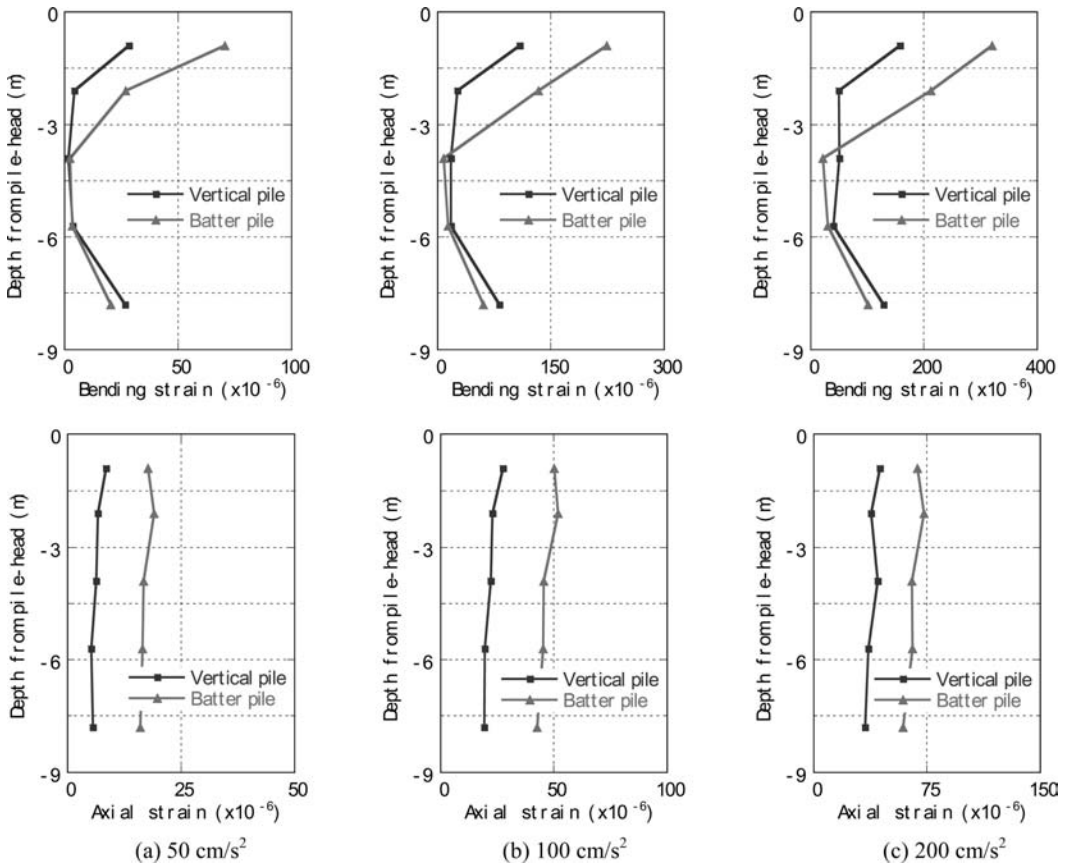 0
-3
-6
-9
Depth from pile-head (m)
Vertical pile
Batter pile
0 50 100
Bending strain (x10⁻⁶)
0
-3
-6
-9
Depth from pile-head (m)
Vertical pile
Batter pile
0 150 300
Bending strain (x10⁻⁶)
0
-3
-6
-9
Depth from pile-head (m)
Vertical pile
Batter pile
0 200 400
Bending strain (x10⁻⁶)
0
-3
-6
-9
Depth from pile-head (m)
Vertical pile
Batter pile
0 25 50
Axial strain (x10⁻⁶)
(a) 50 cm/s²
0
-3
-6
-9
Depth from pile-head (m)
Vertical pile
Batter pile
0 50 100
Axial strain (x10⁻⁶)
(b) 100 cm/s²
0
-3
-6
-9
Depth from pile-head (m)
Vertical pile
Batter pile
0 75 150
Axial strain (x10⁻⁶)
(c) 200 cm/s²